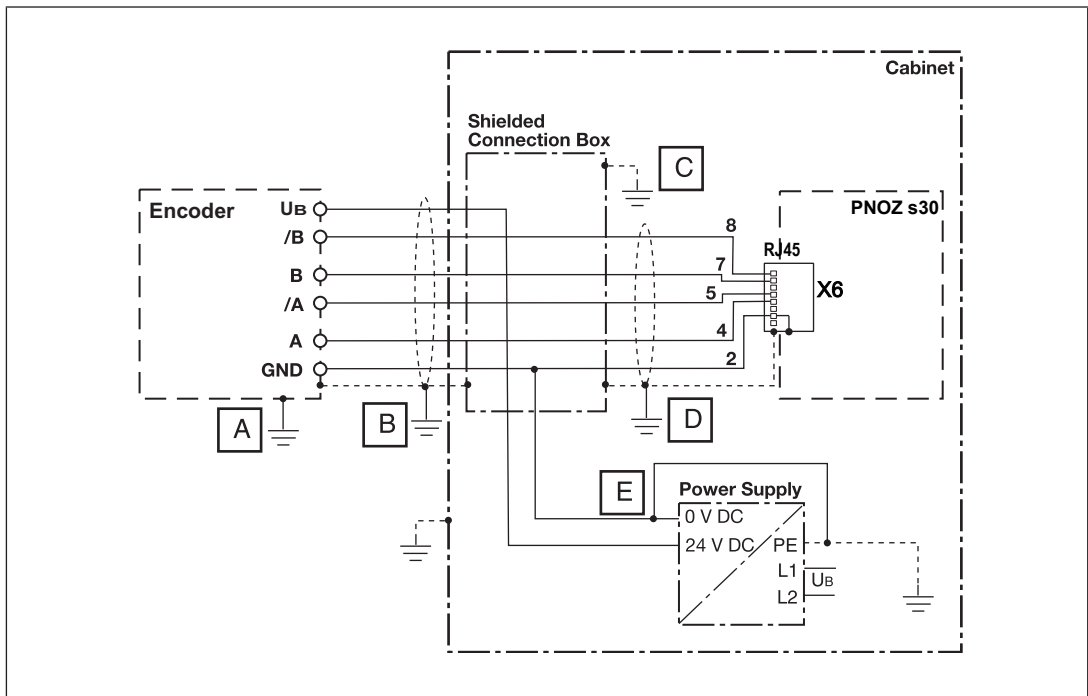 Cabinet
Shielded
Connection Box
C
Encoder
UB
/B
B
/A
A
GND
8
7
5
4
2
RJ45
PNOZ s30
X6
A
B
D
E
Power Supply
0 V DC
24 V DC
PE
L1
L2
UB